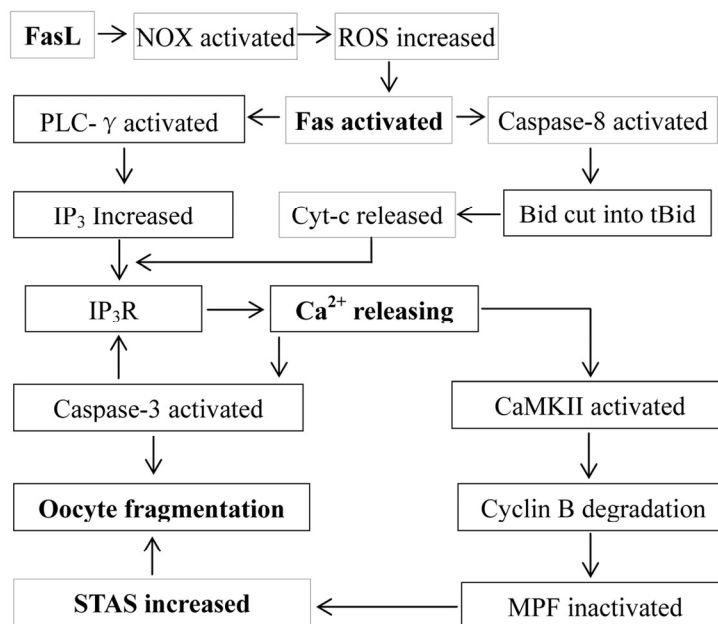 FasL
NOX activated
ROS increased
PLC- γ activated
Fas activated
Caspase-8 activated
IP₃ Increased
Cyt-c released
Bid cut into tBid
IP₃R
Ca²⁺ releasing
Caspase-3 activated
CaMKII activated
Oocyte fragmentation
Cyclin B degradation
STAS increased
MPF inactivated